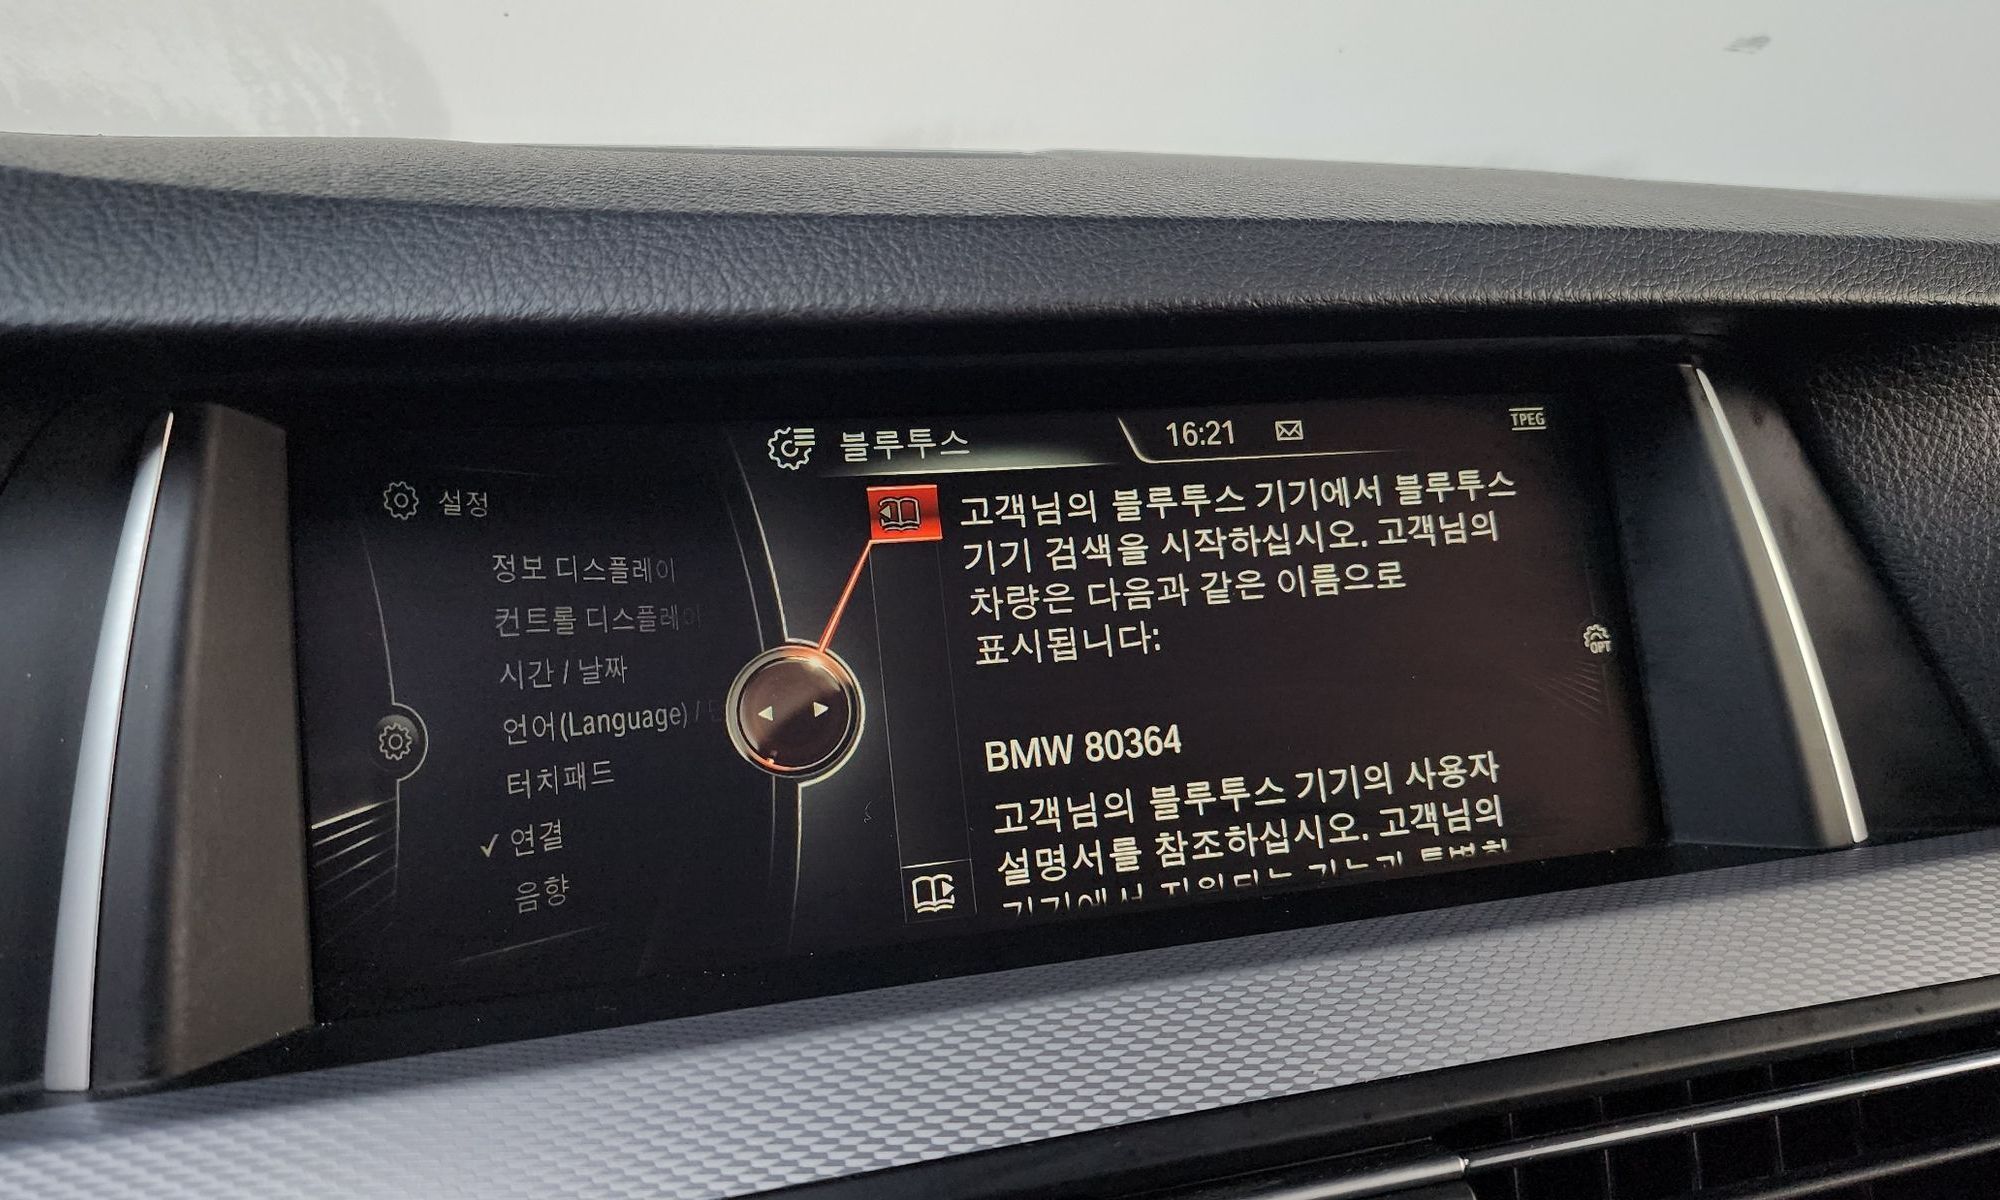 블루투스
16:21
TPEG
설정
정보 디스플레이
컨트롤 디스플레이
시간 / 날짜
언어(Language) /
터치패드
✓ 연결
음향
고객님의 블루투스 기기에서 블루투스
기기 검색을 시작하십시오. 고객님의
차량은 다음과 같은 이름으로
표시됩니다:
BMW 80364
고객님의 블루투스 기기의 사용자
설명서를 참조하십시오. 고객님의
OPT